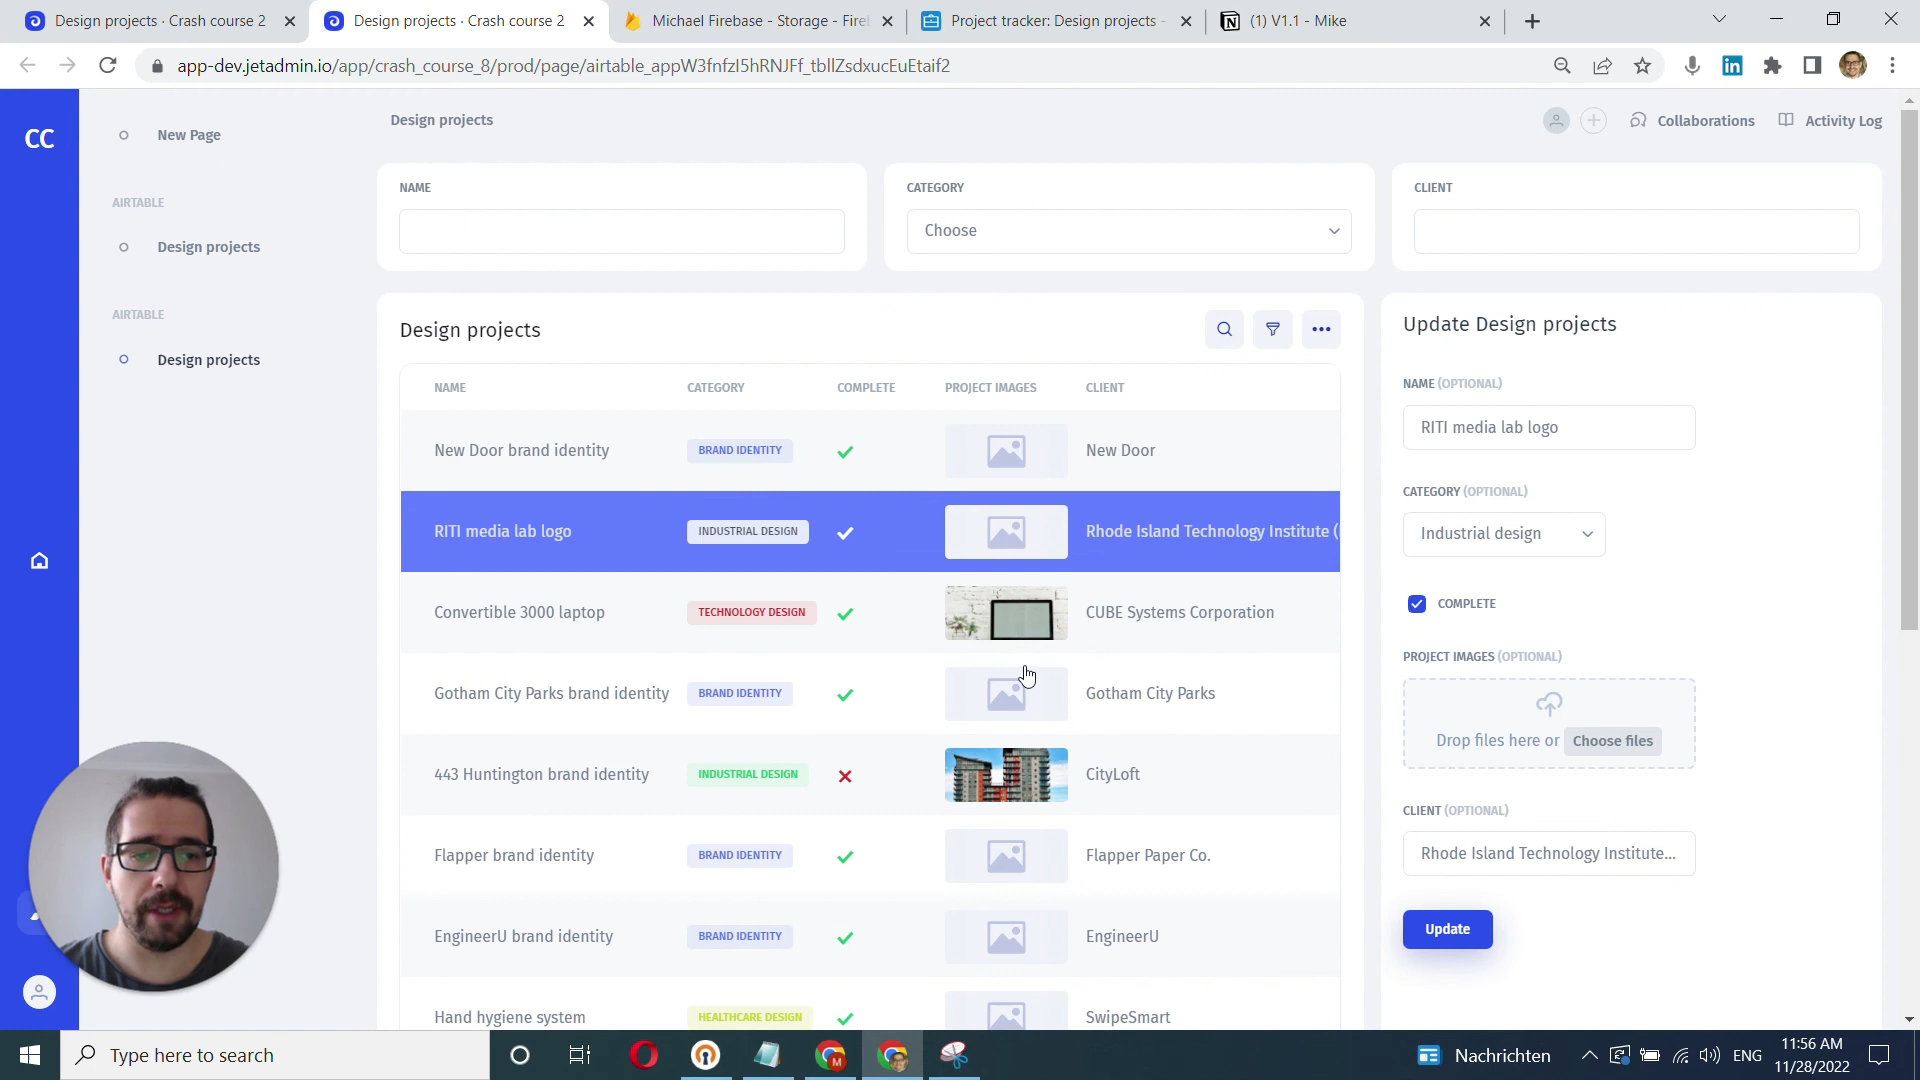 Design projects · Crash course 2
Design projects · Crash course 2
Michael Firebase - Storage - Fire
Project tracker: Design projects -
(1) V1.1 - Mike
app-dev.jetadmin.io/app/crash_course_8/prod/page/airtable_appW3fnfzI5hRNJFf_tbllZsdxucEuEtaif2
CC
New Page
AIRTABLE
Design projects
AIRTABLE
Design projects
Design projects
Collaborations
Activity Log
NAME
CATEGORY
Choose
CLIENT
Design projects
NAME CATEGORY COMPLETE PROJECT IMAGES CLIENT
New Door brand identity BRAND IDENTITY New Door
RITI media lab logo INDUSTRIAL DESIGN Rhode Island Technology Institute (
Convertible 3000 laptop TECHNOLOGY DESIGN CUBE Systems Corporation
Gotham City Parks brand identity BRAND IDENTITY Gotham City Parks
443 Huntington brand identity INDUSTRIAL DESIGN CityLoft
Flapper brand identity BRAND IDENTITY Flapper Paper Co.
EngineerU brand identity BRAND IDENTITY EngineerU
Hand hygiene system HEALTHCARE DESIGN SwipeSmart
Update Design projects
NAME (OPTIONAL)
RITI media lab logo
CATEGORY (OPTIONAL)
Industrial design
COMPLETE
PROJECT IMAGES (OPTIONAL)
Drop files here or Choose files
CLIENT (OPTIONAL)
Rhode Island Technology Institute...
Update
Type here to search
M
Nachrichten
ENG
11:56 AM
11/28/2022